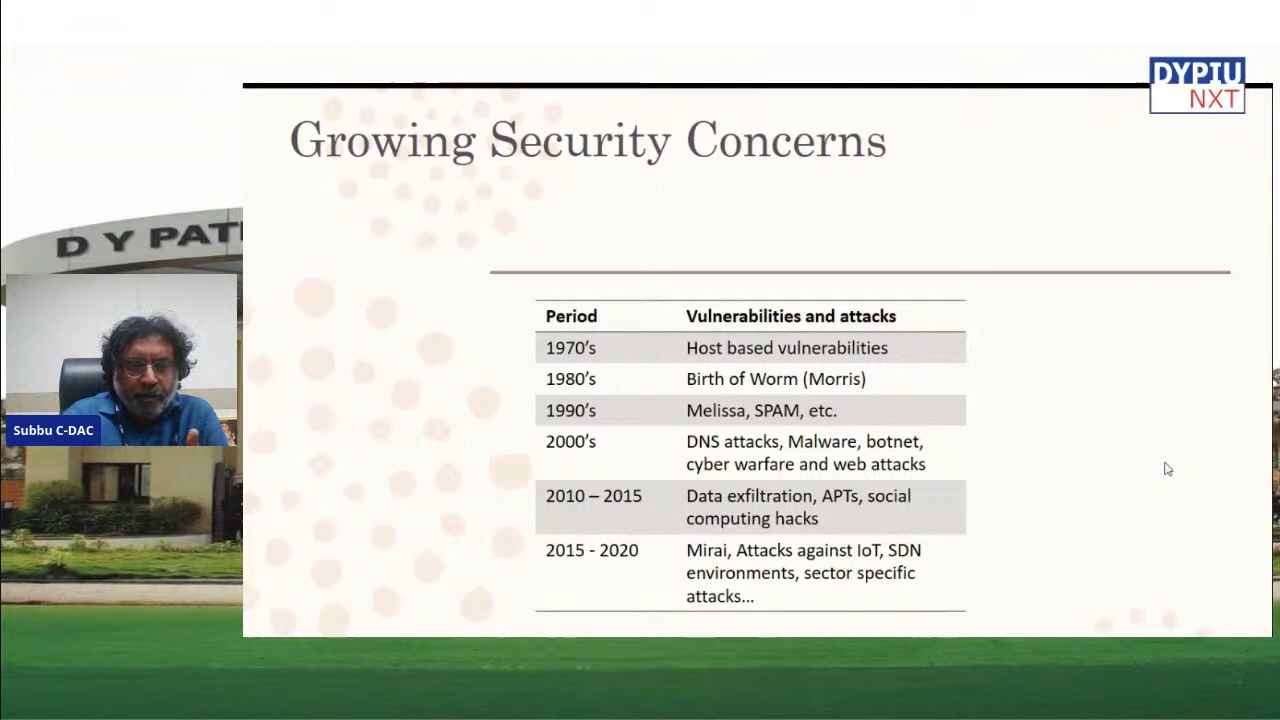 DYPIU
NXT
Growing Security Concerns
D Y PATI
Subbu C-DAC
Period Vulnerabilities and attacks
1970’s Host based vulnerabilities
1980’s Birth of Worm (Morris)
1990’s Melissa, SPAM, etc.
2000’s DNS attacks, Malware, botnet,
cyber warfare and web attacks
2010 – 2015 Data exfiltration, APTs, social
computing hacks
2015 - 2020 Mirai, Attacks against IoT, SDN
environments, sector specific
attacks...